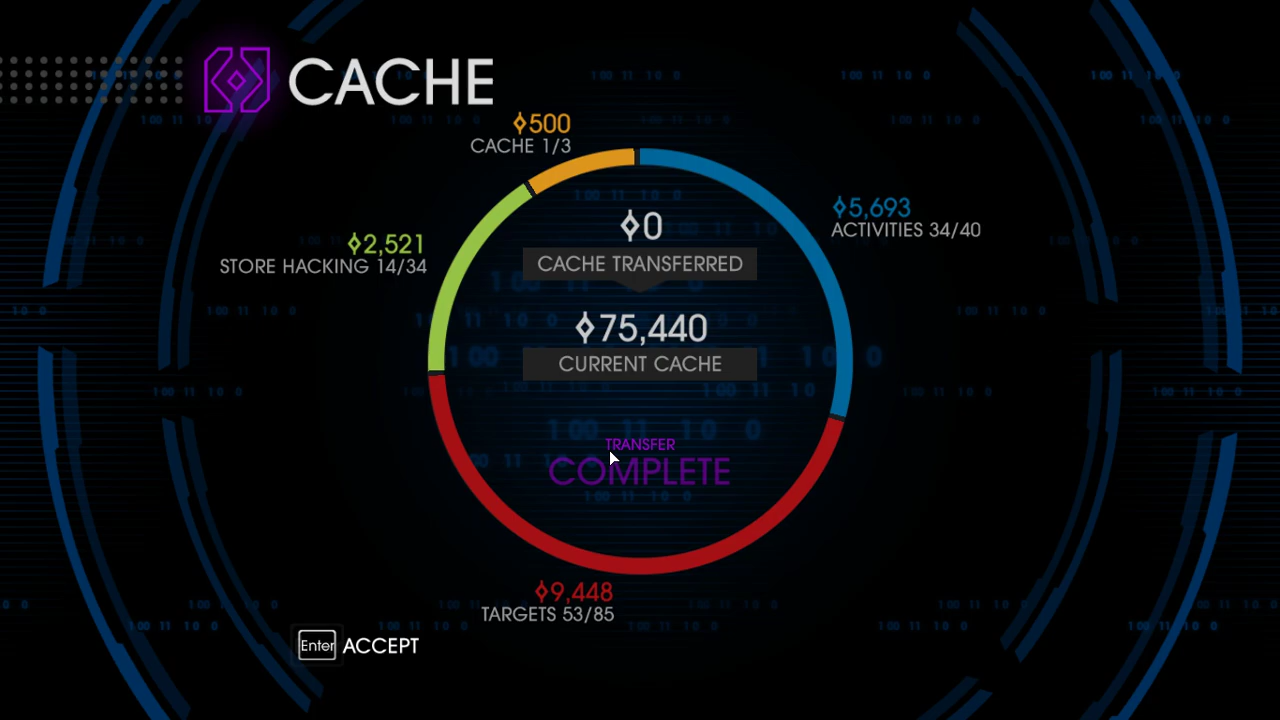 CACHE
500
CACHE 1/3
5,693
ACTIVITIES 34/40
2,521
STORE HACKING 14/34
0
CACHE TRANSFERRED
75,440
CURRENT CACHE
TRANSFER
COMPLETE
9,448
TARGETS 53/85
Enter ACCEPT